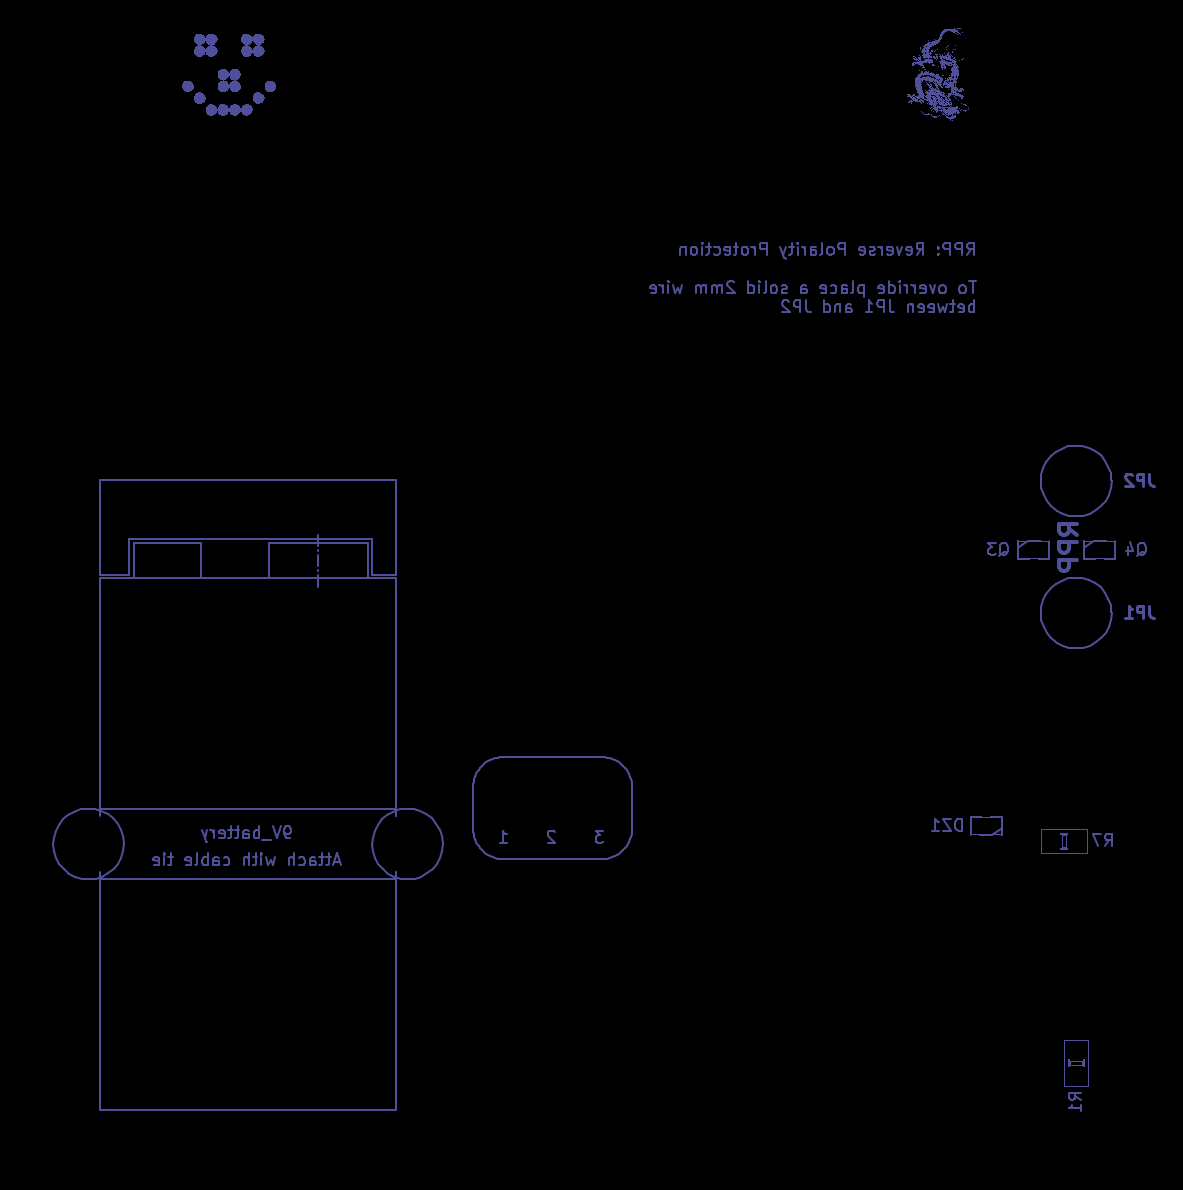 RPP: Reverse Polarity Protection
To override place a solid 2mm wire
between JP1 and JP2
JP2
Q3
RPP
Q4
JP1
9V_battery
Attach with cable tie
1 2 3
DZ1
R7
R1